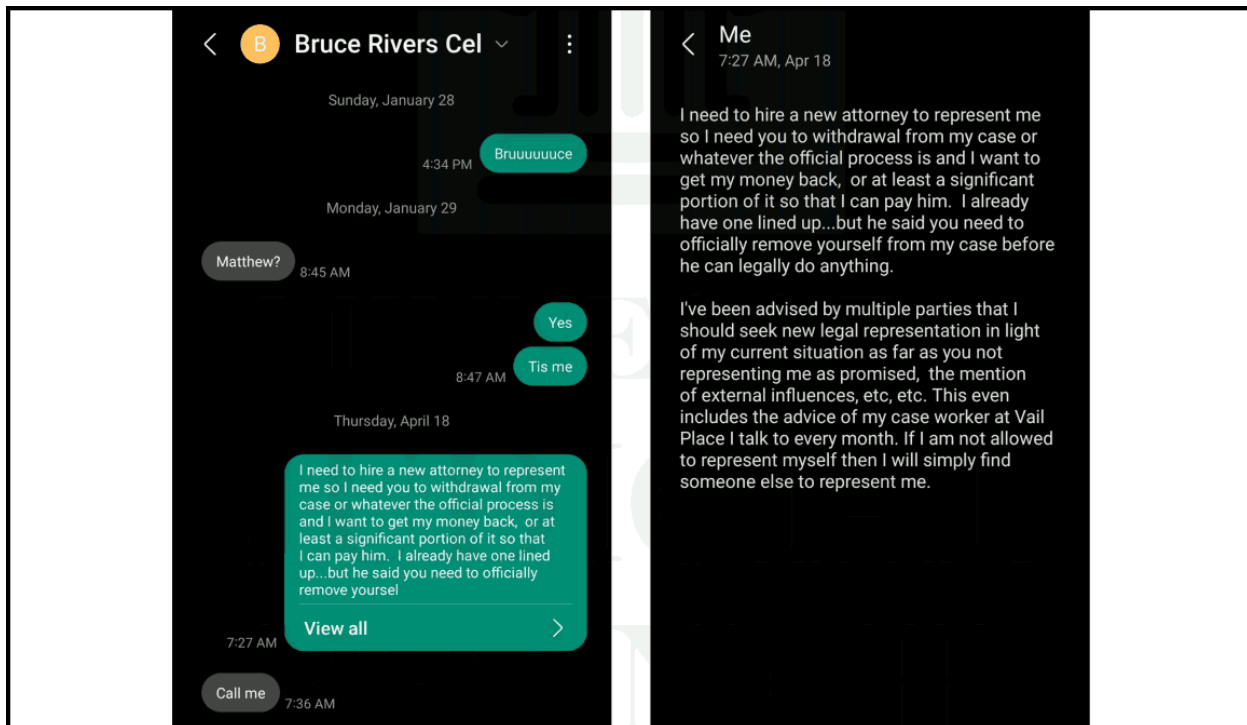 B Bruce Rivers Cel
Sunday, January 28
Bruuuuuuce
4:34 PM
Monday, January 29
Matthew?
8:45 AM
Yes
Tis me
8:47 AM
Thursday, April 18
I need to hire a new attorney to represent
me so I need you to withdrawal from my
case or whatever the official process is
and I want to get my money back,  or at
least a significant portion of it so that
I can pay him.  I already have one lined
up...but he said you need to officially
remove yoursel
View all
7:27 AM
Call me
7:36 AM
Me
7:27 AM, Apr 18
I need to hire a new attorney to represent me
so I need you to withdrawal from my case or
whatever the official process is and I want to
get my money back,  or at least a significant
portion of it so that I can pay him.  I already
have one lined up...but he said you need to
officially remove yourself from my case before
he can legally do anything.
I've been advised by multiple parties that I
should seek new legal representation in light
of my current situation as far as you not
representing me as promised,  the mention
of external influences, etc, etc. This even
includes the advice of my case worker at Vail
Place I talk to every month. If I am not allowed
to represent myself then I will simply find
someone else to represent me.